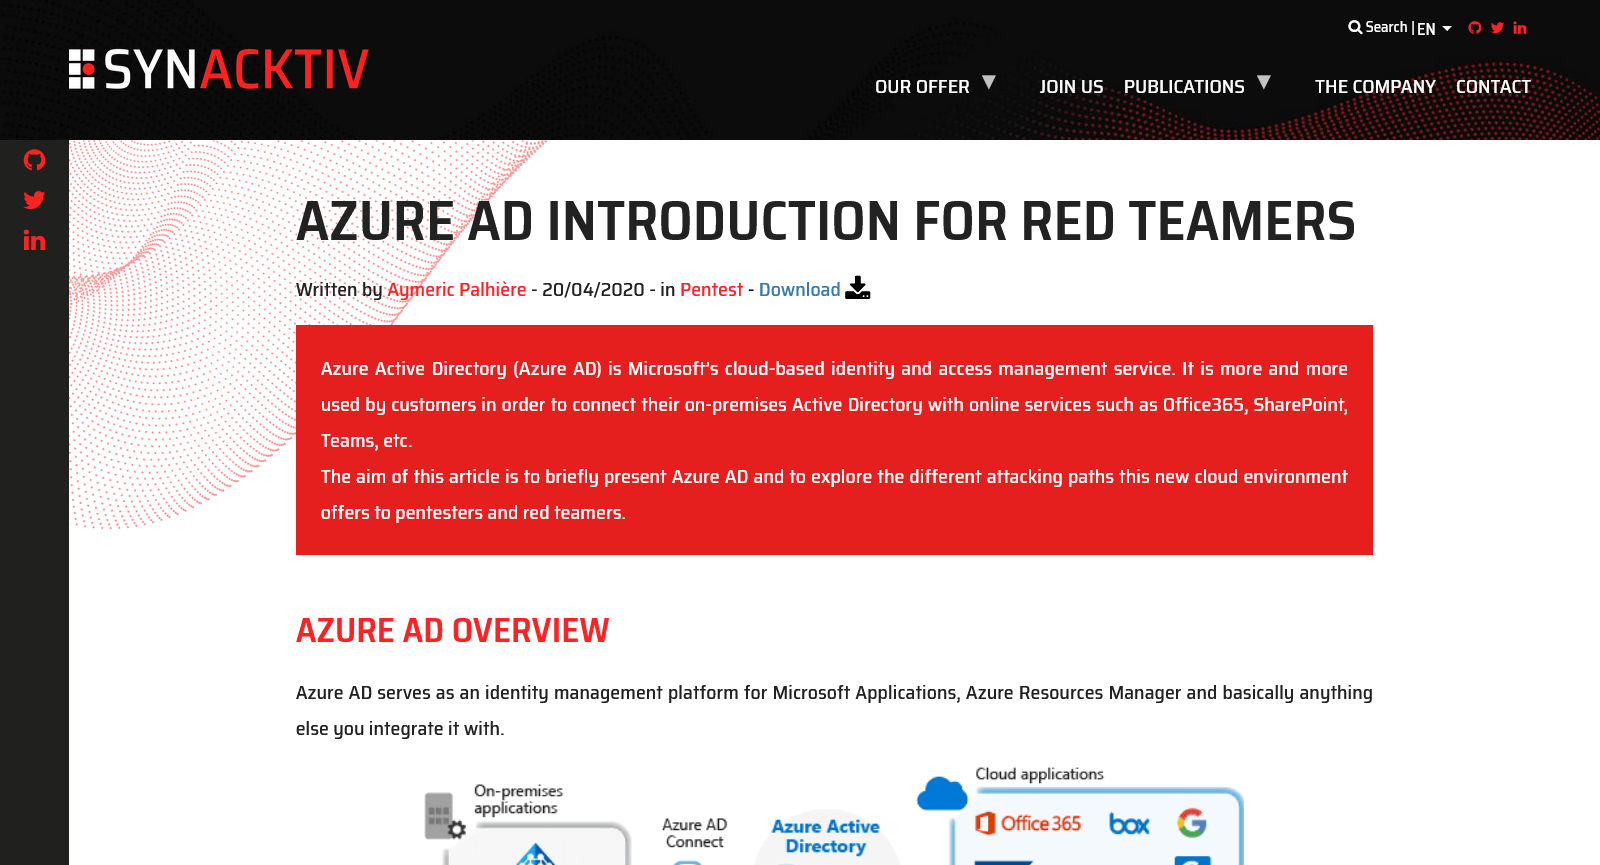 Search | EN
SYNACKTIV
OUR OFFER JOIN US PUBLICATIONS THE COMPANY CONTACT
AZURE AD INTRODUCTION FOR RED TEAMERS
Written by Aymeric Palhière - 20/04/2020 - in Pentest - Download
Azure Active Directory (Azure AD) is Microsoft's cloud-based identity and access management service. It is more and more
used by customers in order to connect their on-premises Active Directory with online services such as Office365, SharePoint,
Teams, etc.
The aim of this article is to briefly present Azure AD and to explore the different attacking paths this new cloud environment
offers to pentesters and red teamers.
AZURE AD OVERVIEW
Azure AD serves as an identity management platform for Microsoft Applications, Azure Resources Manager and basically anything
else you integrate it with.
Cloud applications
On-premises
applications
Office 365 box
Azure AD
Connect
Azure Active
Directory